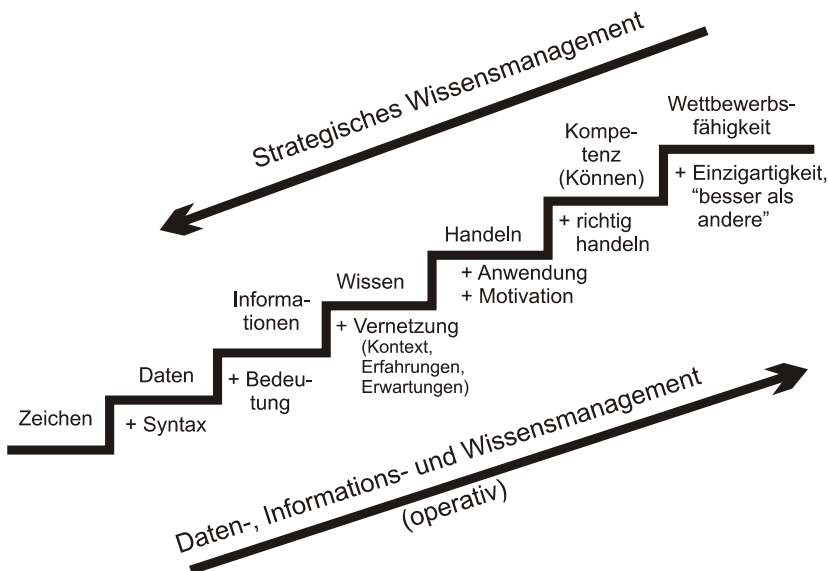 Strategisches Wissensmanagement
Zeichen
Daten
+ Syntax
Informa-
tionen
+ Bedeu-
tung
Wissen
+ Vernetzung
(Kontext,
Erfahrungen,
Erwartungen)
Handeln
+ Anwendung
+ Motivation
Kompe-
tenz
(Können)
+ richtig
handeln
Wettbewerbs-
fähigkeit
+ Einzigartigkeit,
“besser als
andere”
Daten-, Informations- und Wissensmanagement
(operativ)